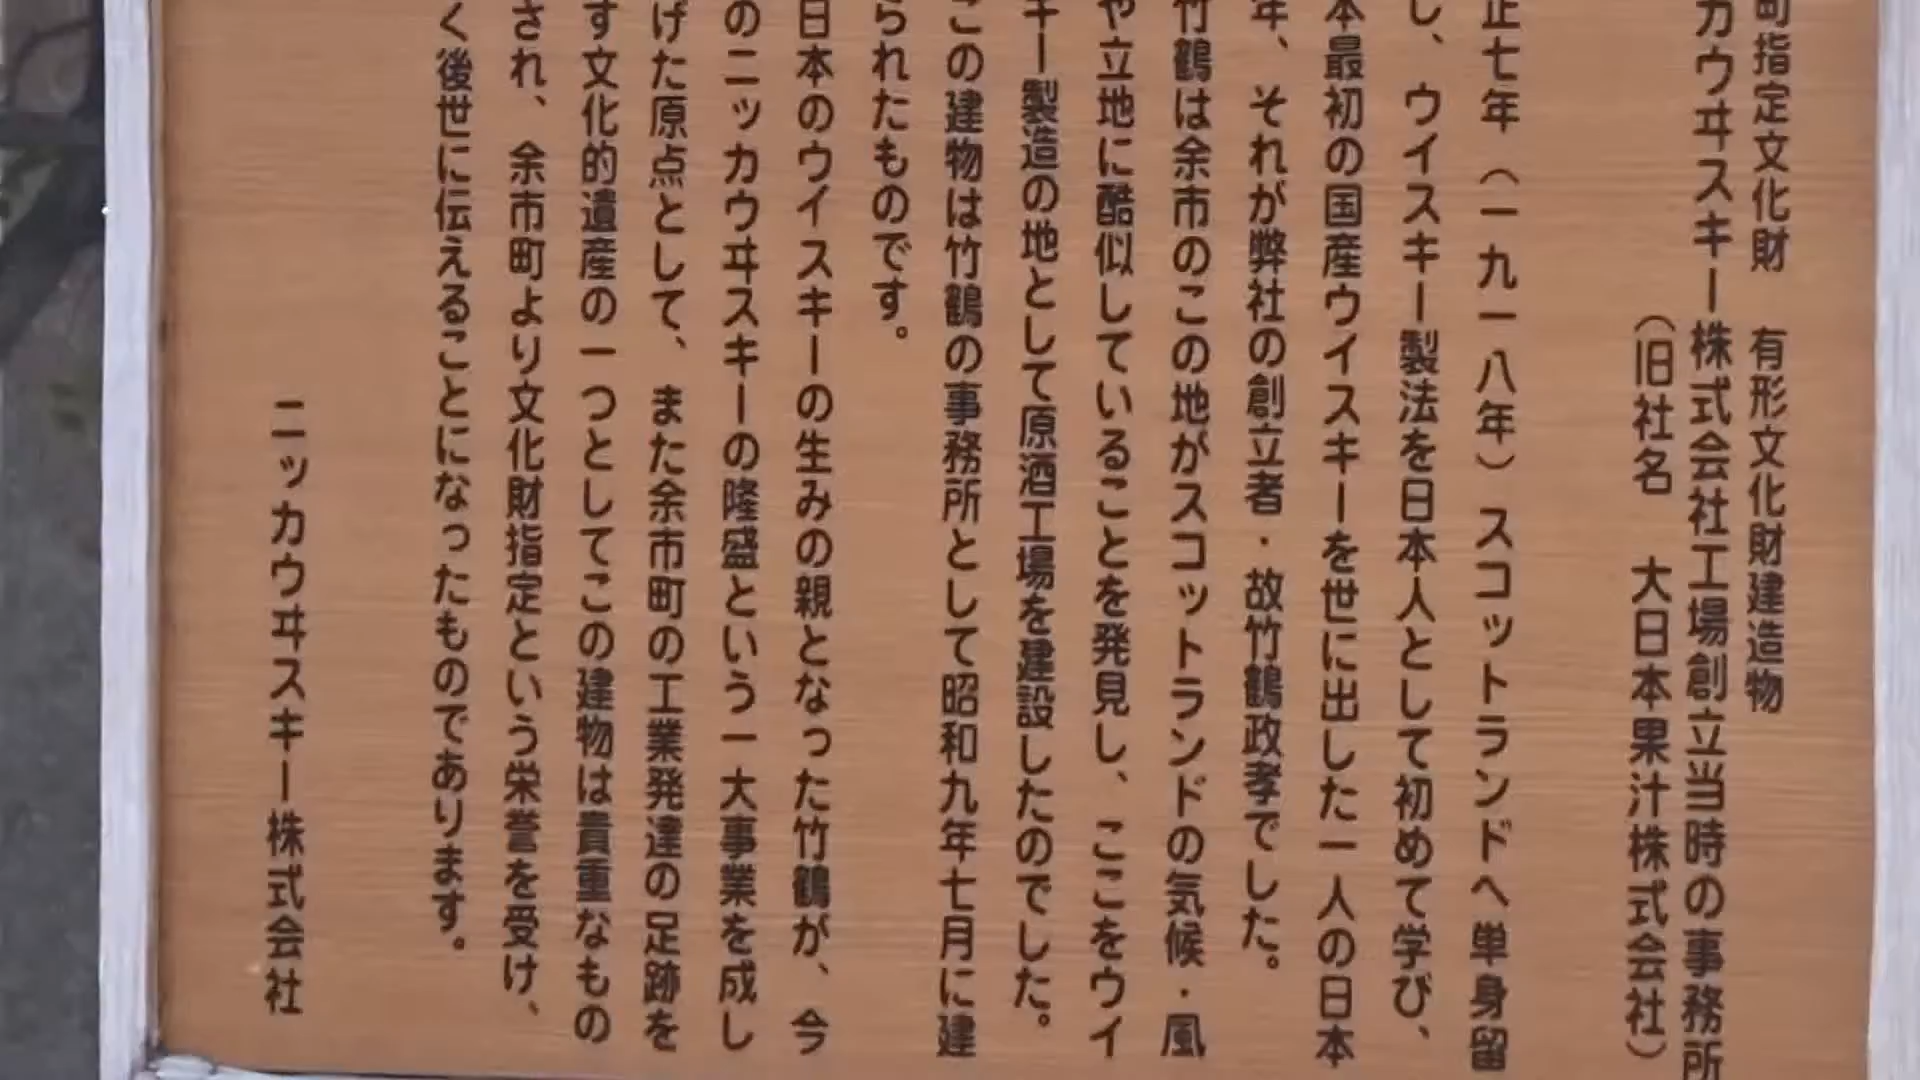 町指定文化財　有形文化財建造物
カウヰスキー株式会社工場創立当時の事務所
（旧社名　大日本果汁株式会社）
正七年（一九一八年）スコットランドへ単身留
し、ウイスキー製法を日本人として初めて学び、
本最初の国産ウイスキーを世に出した一人の日本
年、それが弊社の創立者・故竹鶴政孝でした。
竹鶴は余市のこの地がスコットランドの気候・風
や立地に酷似していることを発見し、ここをウイ
キー製造の地として原酒工場を建設したのでした。
この建物は竹鶴の事務所として昭和九年七月に建
られたものです。
日本のウイスキーの生みの親となった竹鶴が、今
のニッカウヰスキーの隆盛という一大事業を成し
げた原点として、また余市町の工業発達の足跡を
す文化的遺産の一つとしてこの建物は貴重なもの
され、余市町より文化財指定という栄誉を受け、
く後世に伝えることになったものであります。
ニッカウヰスキー株式会社